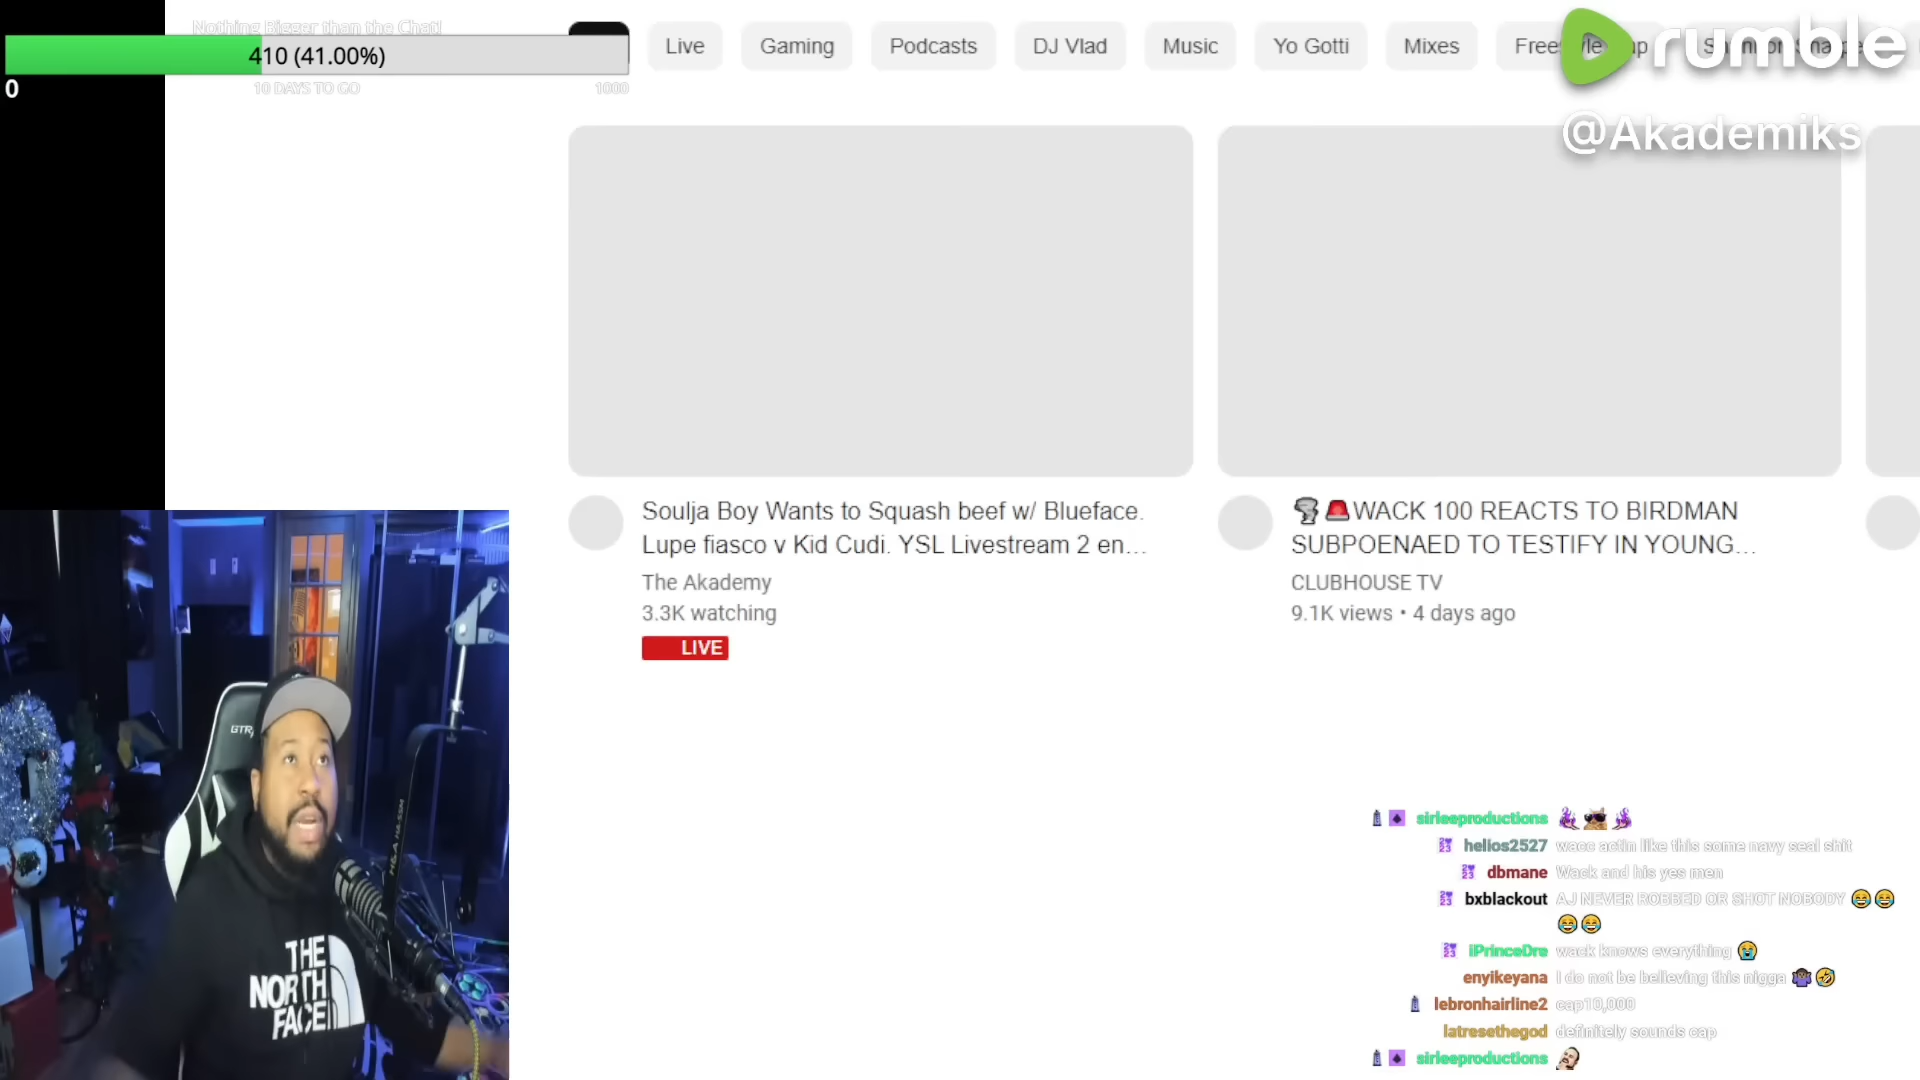 Nothing Bigger than the Chat!
410 (41.00%)
0
10 DAYS TO GO
1000
Live
Gaming
Podcasts
DJ Vlad
Music
Yo Gotti
Mixes
rumble
@Akademiks
Soulja Boy Wants to Squash beef w/ Blueface.
Lupe fiasco v Kid Cudi. YSL Livestream 2 en…
The Akademy
3.3K watching
LIVE
🌪🚨WACK 100 REACTS TO BIRDMAN
SUBPOENAED TO TESTIFY IN YOUNG…
CLUBHOUSE TV
9.1K views • 4 days ago
GTR
THE
NORTH
FACE
sirleeproductions
helios2527 wacc actin like this some navy seal shit
dbmane Wack and his yes men
bxblackout AJ NEVER ROBBED OR SHOT NOBODY 😂😂
😂😂
iPrinceDre wack knows everything 😭
enyikeyana I do not be believing this nigga 🤷🏾‍♀️🤣
lebronhairline2 cap10,000
latresethegod definitely sounds cap
sirleeproductions